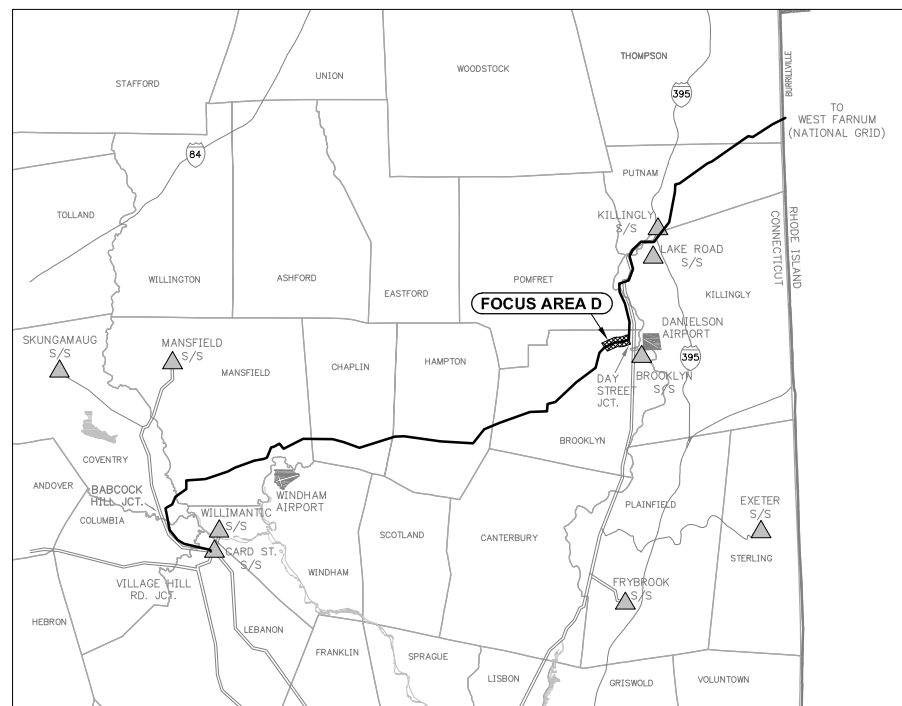 THOMPSON
WOODSTOCK
UNION
STAFFORD
BURRILLVILLE
395
TO
WEST FARNUM
(NATIONAL GRID)
84
PUTNAM
TOLLAND
KILLINGLY
S/S
RHODE ISLAND
CONNECTICUT
LAKE ROAD
S/S
WILLINGTON
ASHFORD
POMFRET
EASTFORD
KILLINGLY
FOCUS AREA D
DANIELSON
AIRPORT
SKUNGAMAUG
S/S
MANSFIELD
S/S
MANSFIELD
CHAPLIN
HAMPTON
395
BROOKLYN
S/S
DAY
STREET
JCT.
BROOKLYN
COVENTRY
ANDOVER
BABCOCK
HILL JCT.
COLUMBIA
WINDHAM
AIRPORT
WILLIMANTIC
S/S
CARD ST.
S/S
SCOTLAND
CANTERBURY
PLAINFIELD
EXETER
S/S
STERLING
VILLAGE HILL
RD. JCT.
WINDHAM
FRYBROOK
S/S
HEBRON
LEBANON
FRANKLIN
SPRAGUE
LISBON
GRISWOLD
VOLUNTOWN